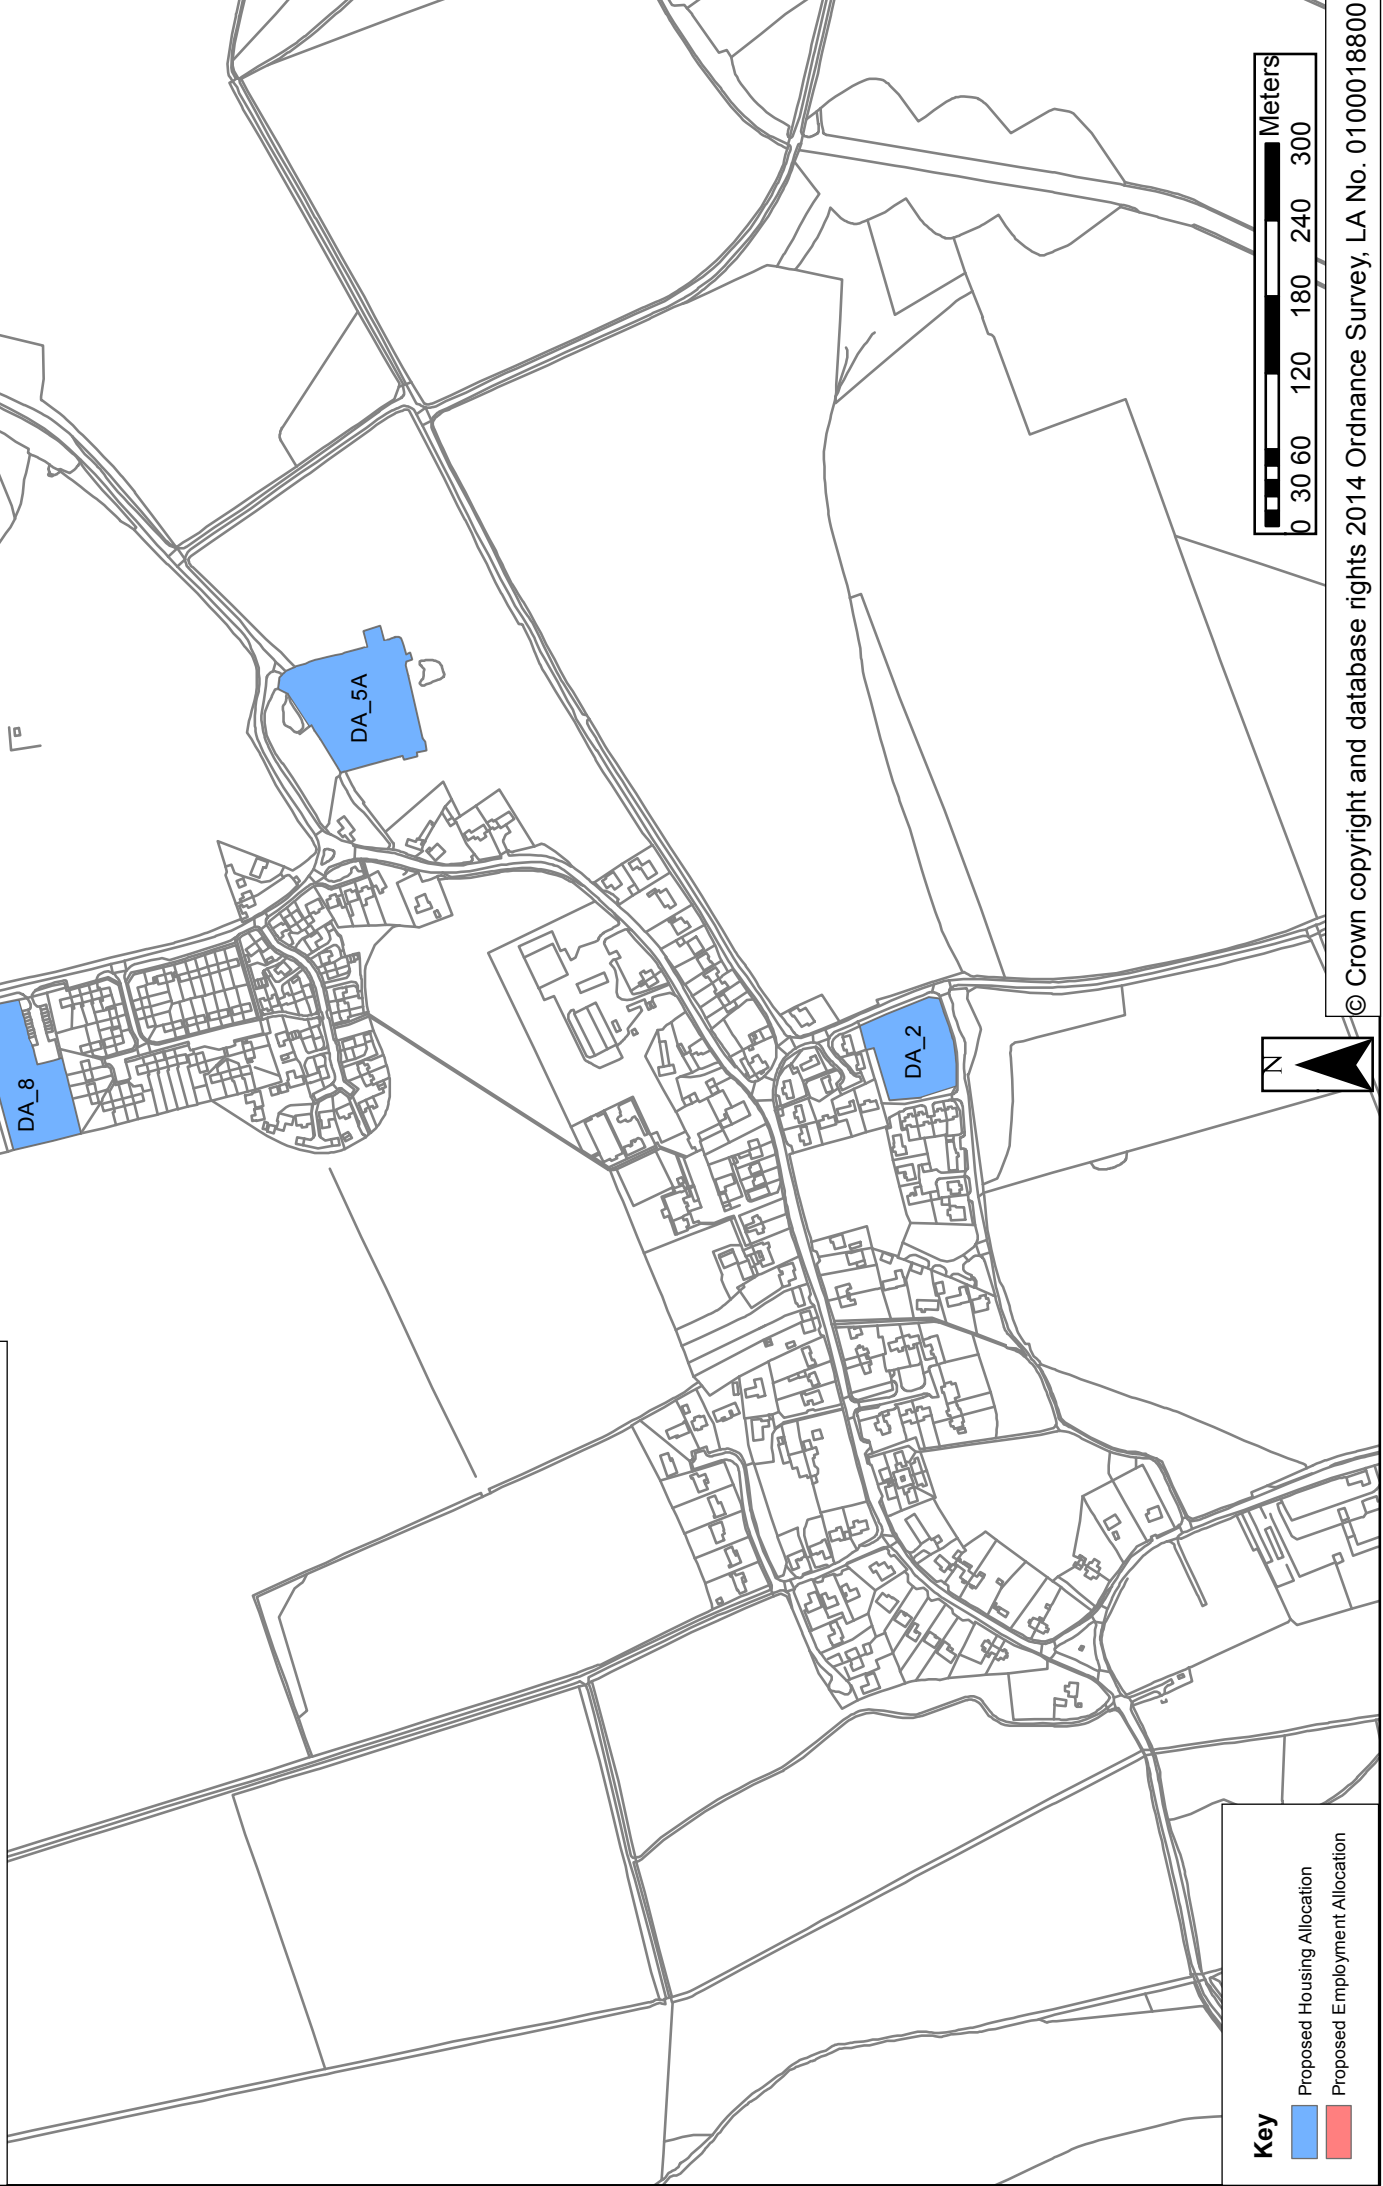 DA_8
DA_5A
DA_2
Key
Proposed Housing Allocation
Proposed Employment Allocation
N
0 30 60 120 180 240 300
Meters
© Crown copyright and database rights 2014 Ordnance Survey, LA No. 0100018800